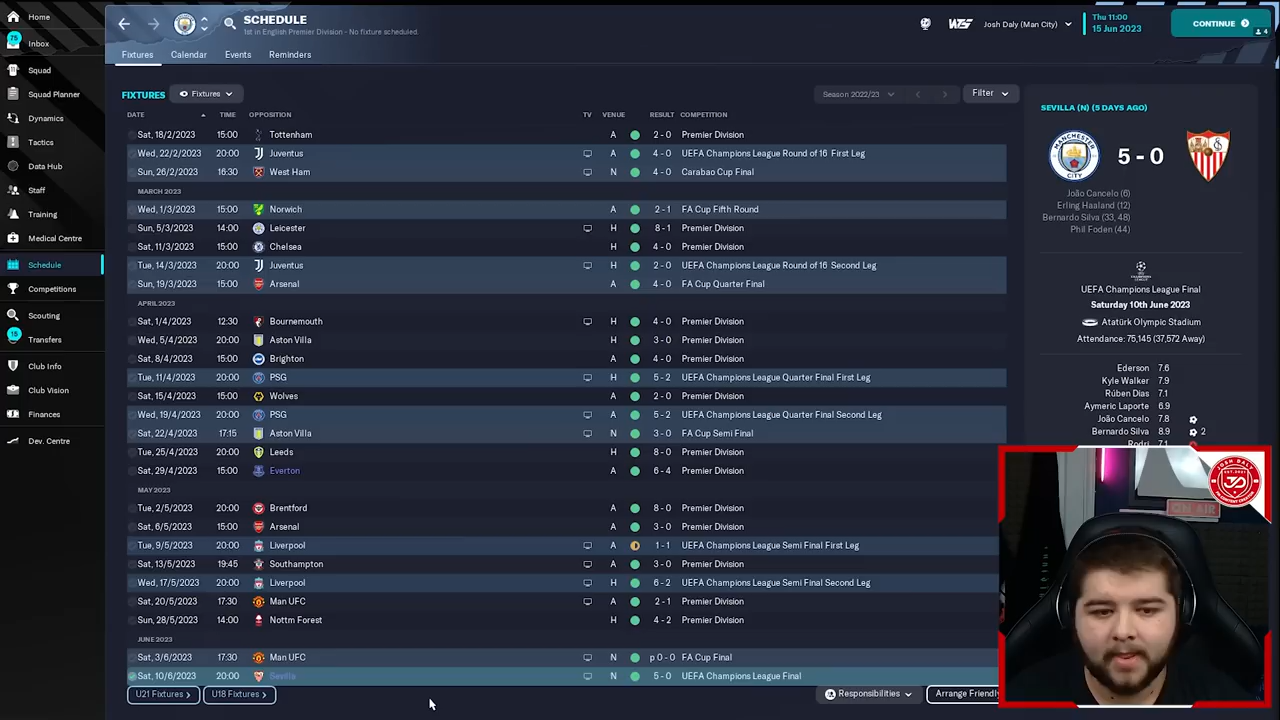 Home
75
Inbox
Squad
Squad Planner
Dynamics
Tactics
Data Hub
Staff
Training
Medical Centre
Schedule
Competitions
Scouting
15
Transfers
Club Info
Club Vision
Finances
Dev. Centre
SCHEDULE
1st in English Premier Division - No fixture scheduled.
Josh Daly (Man City)
Thu 11:00
15 Jun 2023
CONTINUE
4
Fixtures Calendar Events Reminders
FIXTURES Fixtures Season 2022/23 Filter
DATE TIME OPPOSITION TV VENUE RESULT COMPETITION
Sat, 18/2/2023 15:00 Tottenham A 2 - 0 Premier Division
Wed, 22/2/2023 20:00 Juventus A 4 - 0 UEFA Champions League Round of 16 First Leg
Sun, 26/2/2023 16:30 West Ham N 4 - 0 Carabao Cup Final
MARCH 2023
Wed, 1/3/2023 15:00 Norwich A 2 - 1 FA Cup Fifth Round
Sun, 5/3/2023 14:00 Leicester H 8 - 1 Premier Division
Sat, 11/3/2023 15:00 Chelsea H 4 - 0 Premier Division
Tue, 14/3/2023 20:00 Juventus H 2 - 0 UEFA Champions League Round of 16 Second Leg
Sun, 19/3/2023 15:00 Arsenal A 4 - 0 FA Cup Quarter Final
APRIL 2023
Sat, 1/4/2023 12:30 Bournemouth H 4 - 0 Premier Division
Wed, 5/4/2023 20:00 Aston Villa H 3 - 0 Premier Division
Sat, 8/4/2023 15:00 Brighton A 4 - 0 Premier Division
Tue, 11/4/2023 20:00 PSG H 5 - 2 UEFA Champions League Quarter Final First Leg
Sat, 15/4/2023 15:00 Wolves A 2 - 0 Premier Division
Wed, 19/4/2023 20:00 PSG A 5 - 2 UEFA Champions League Quarter Final Second Leg
Sat, 22/4/2023 17:15 Aston Villa N 3 - 0 FA Cup Semi Final
Tue, 25/4/2023 20:00 Leeds H 8 - 0 Premier Division
Sat, 29/4/2023 15:00 Everton A 6 - 4 Premier Division
MAY 2023
Tue, 2/5/2023 20:00 Brentford A 8 - 0 Premier Division
Sat, 6/5/2023 15:00 Arsenal A 3 - 0 Premier Division
Tue, 9/5/2023 20:00 Liverpool A 1 - 1 UEFA Champions League Semi Final First Leg
Sat, 13/5/2023 19:45 Southampton A 3 - 0 Premier Division
Wed, 17/5/2023 20:00 Liverpool H 6 - 2 UEFA Champions League Semi Final Second Leg
Sat, 20/5/2023 17:30 Man UFC H 2 - 1 Premier Division
Sun, 28/5/2023 14:00 Nottm Forest H 4 - 2 Premier Division
JUNE 2023
Sat, 3/6/2023 17:30 Man UFC N p 0 - 0 FA Cup Final
Sat, 10/6/2023 20:00 Sevilla N 5 - 0 UEFA Champions League Final
U21 Fixtures U18 Fixtures Responsibilities Arrange Friendly
SEVILLA (N) (5 DAYS AGO)
5 - 0
João Cancelo (6)
Erling Haaland (12)
Bernardo Silva (33, 48)
Phil Foden (44)
UEFA Champions League Final
Saturday 10th June 2023
Atatürk Olympic Stadium
Attendance: 75,145 (37,572 Away)
Ederson 7.6
Kyle Walker 7.9
Rúben Dias 7.1
Aymeric Laporte 6.9
João Cancelo 7.8
Bernardo Silva 8.9 2
Rodri 7.1
JOSH DALY
ON AIR